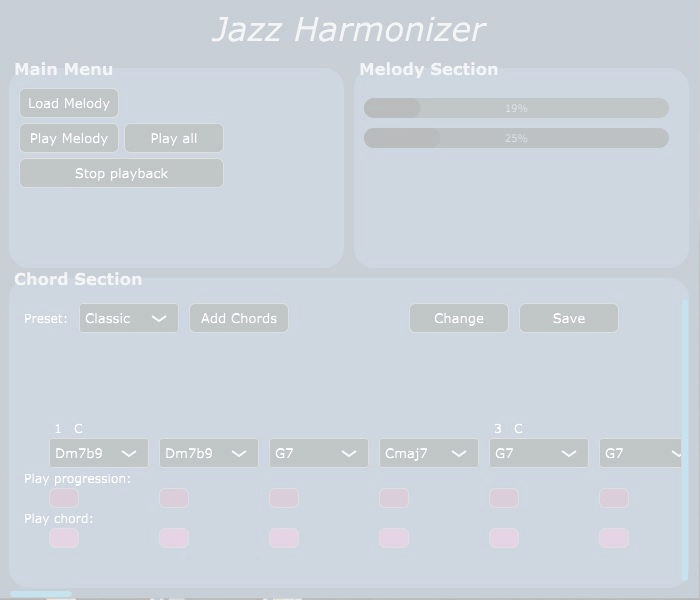 Jazz Harmonizer
Main Menu
Load Melody
Play Melody Play all
Stop playback
Melody Section
19%
25%
Chord Section
Preset: Classic Add Chords Change Save
1 C 3 C
Dm7b9 Dm7b9 G7 Cmaj7 G7 G7
Play progression:
Play chord: